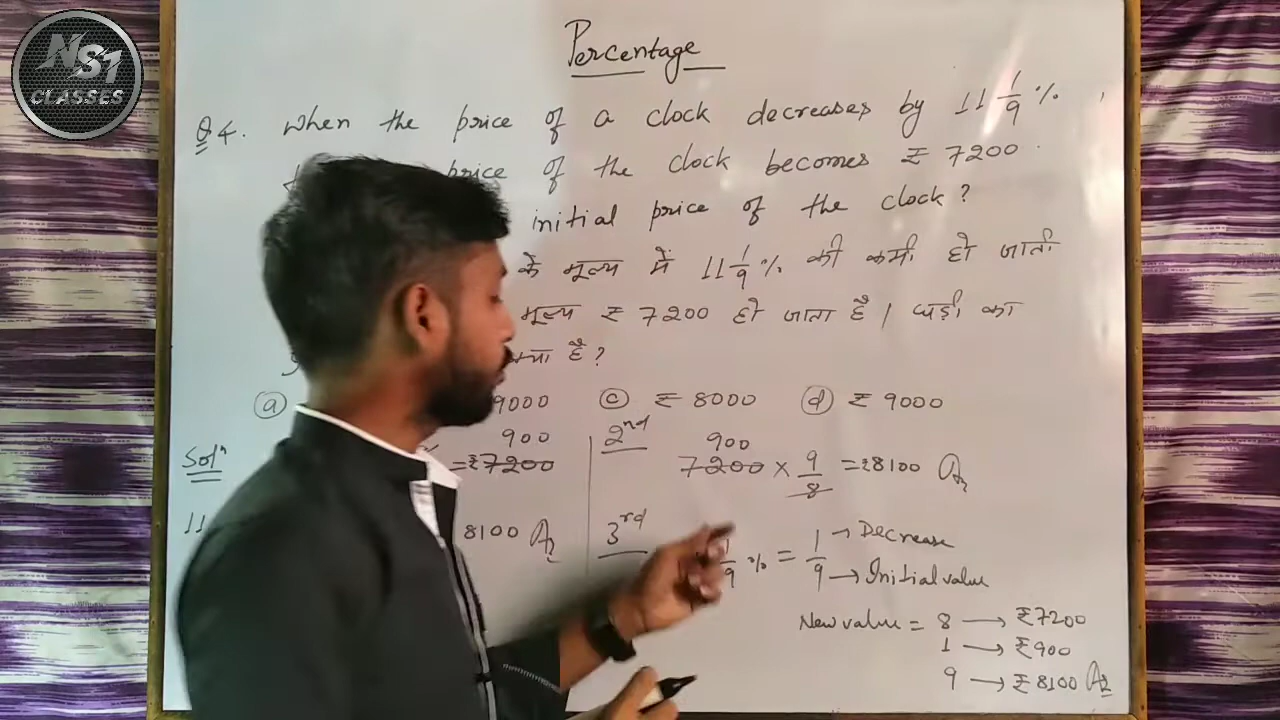 NS1
CLASSES
Percentage
Q 4. When the price of a clock decreases by 11 1/9 %,
price of the clock becomes ₹ 7200.
initial price of the clock?
के मूल्य में 11 1/9 % की कमी हो जाती
मूल्य ₹ 7200 हो जाता है। घड़ी का
क्या है?
(a) 9000 (c) ₹ 8000 (d) ₹ 9000
Solⁿ
900
= ₹7200
11
8100 Ans
2nd
900
7200 × 9/8 = ₹8100 Ans
3rd
1/9 % = 1/9 → Decrease
→ Initial value
New value = 8 → ₹7200
1 → ₹900
9 → ₹8100 Ans